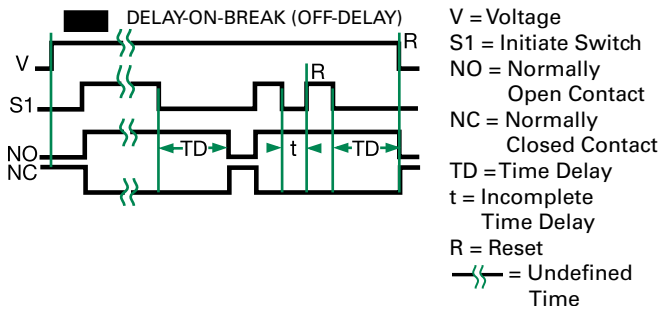 DELAY-ON-BREAK (OFF-DELAY)
R
V
R
S1
NO
NC
TD
t
TD
V = Voltage
S1 = Initiate Switch
NO = Normally
Open Contact
NC = Normally
Closed Contact
TD = Time Delay
t = Incomplete
Time Delay
R = Reset
= Undefined
Time